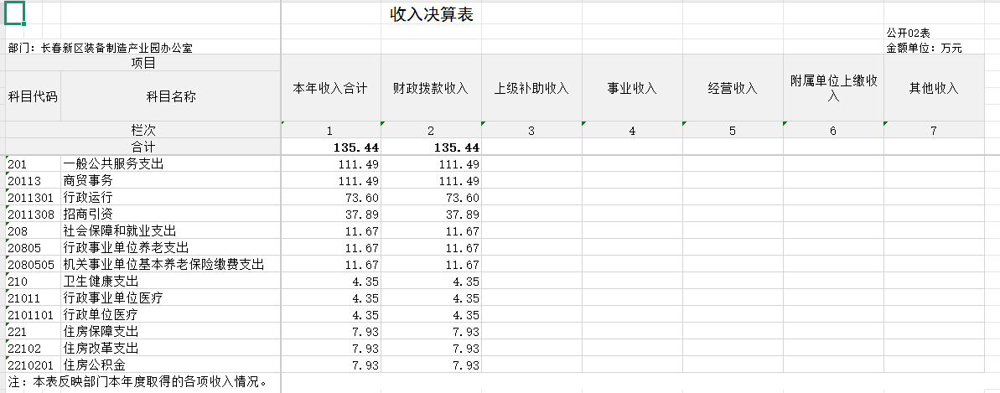 收入决算表
公开02表
部门：长春新区装备制造产业园办公室 金额单位：万元
项目
科目代码 科目名称 本年收入合计 财政拨款收入 上级补助收入 事业收入 经营收入 附属单位上缴收入 其他收入
栏次 1 2 3 4 5 6 7
合计 135.44 135.44
201 一般公共服务支出 111.49 111.49
20113 商贸事务 111.49 111.49
2011301 行政运行 73.60 73.60
2011308 招商引资 37.89 37.89
208 社会保障和就业支出 11.67 11.67
20805 行政事业单位养老支出 11.67 11.67
2080505 机关事业单位基本养老保险缴费支出 11.67 11.67
210 卫生健康支出 4.35 4.35
21011 行政事业单位医疗 4.35 4.35
2101101 行政单位医疗 4.35 4.35
221 住房保障支出 7.93 7.93
22102 住房改革支出 7.93 7.93
2210201 住房公积金 7.93 7.93
注：本表反映部门本年度取得的各项收入情况。